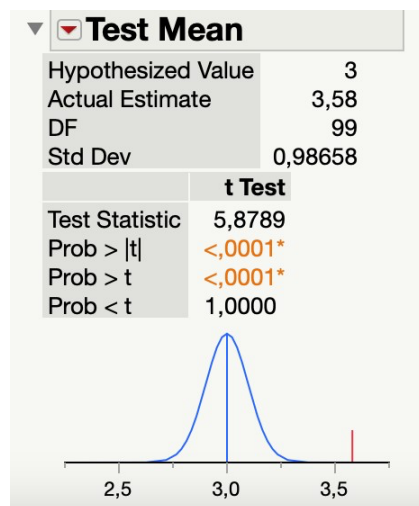 Test Mean
Hypothesized Value 3
Actual Estimate 3,58
DF 99
Std Dev 0,98658
t Test
Test Statistic 5,8789
Prob > |t| <,0001*
Prob > t <,0001*
Prob < t 1,0000
2,5 3,0 3,5